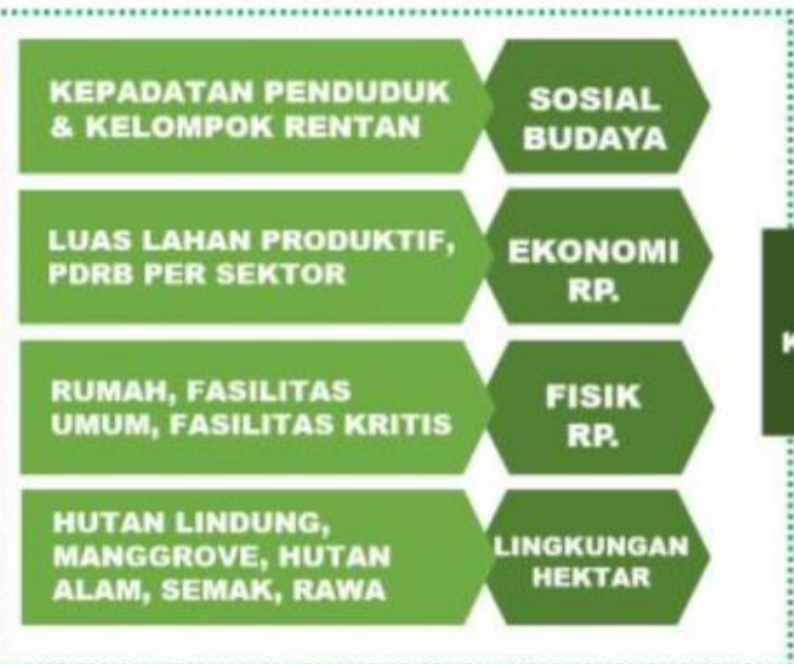 KEPADATAN PENDUDUK
& KELOMPOK RENTAN
SOSIAL
BUDAYA
LUAS LAHAN PRODUKTIF,
PDRB PER SEKTOR
EKONOMI
RP.
RUMAH, FASILITAS
UMUM, FASILITAS KRITIS
FISIK
RP.
HUTAN LINDUNG,
MANGGROVE, HUTAN
ALAM, SEMAK, RAWA
LINGKUNGAN
HEKTAR